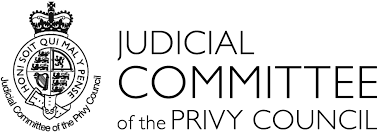 HONI SOIT QUI MAL Y PENSE
Judicial Committee of the Privy Council
JUDICIAL
COMMITTEE
of the PRIVY COUNCIL